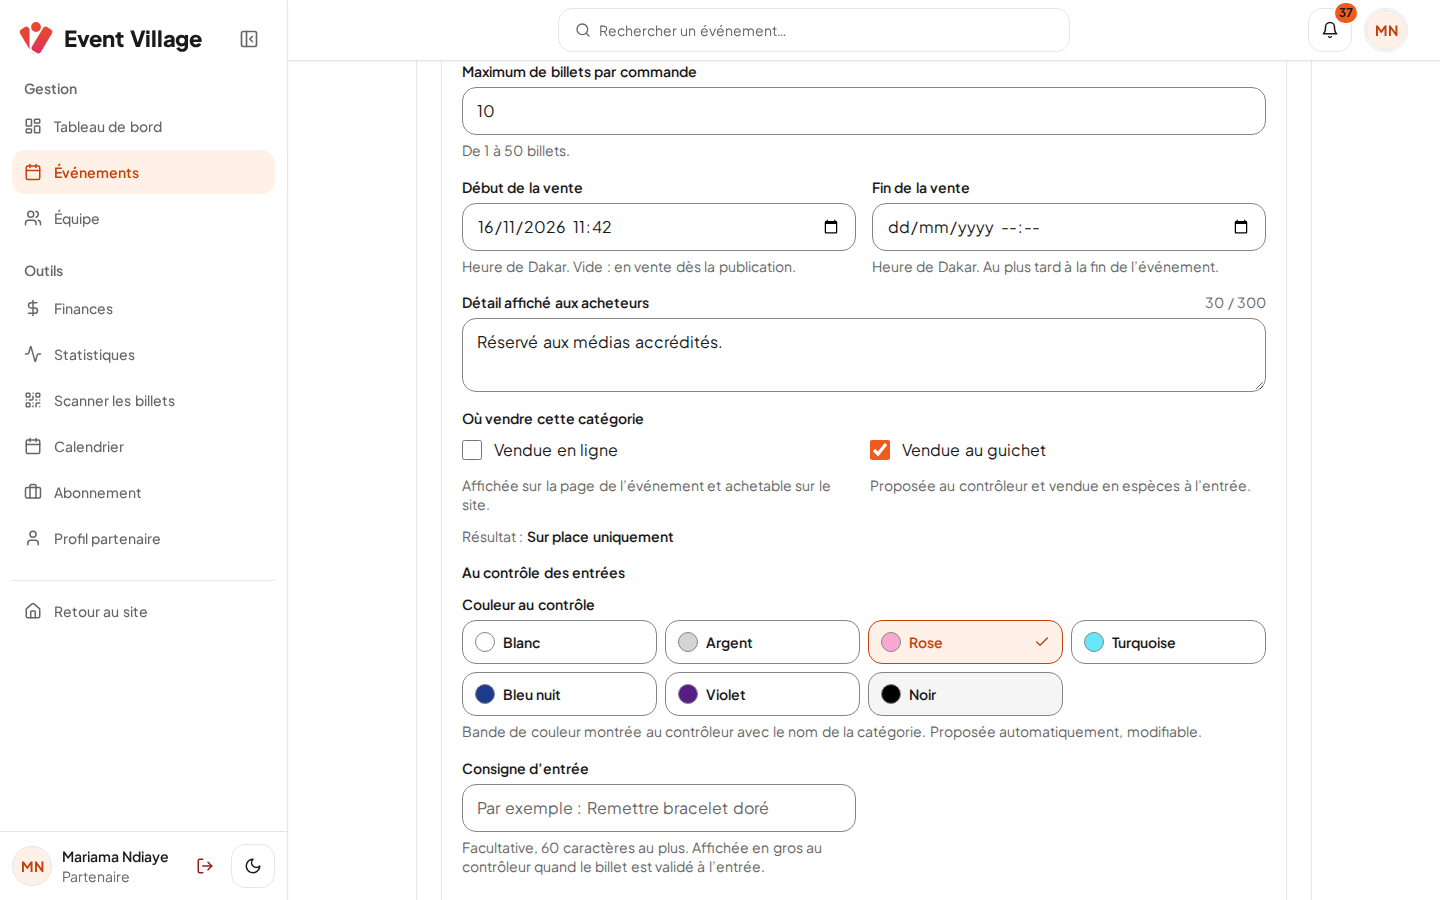 Event Village
Rechercher un événement...
37
MN
Gestion
Tableau de bord
Événements
Équipe
Outils
Finances
Statistiques
Scanner les billets
Calendrier
Abonnement
Profil partenaire
Retour au site
MN
Mariama Ndiaye
Partenaire
Maximum de billets par commande
10
De 1 à 50 billets.
Début de la vente
Fin de la vente
16/11/2026 11:42
dd/mm/yyyy --:--
Heure de Dakar. Vide : en vente dès la publication.
Heure de Dakar. Au plus tard à la fin de l’événement.
Détail affiché aux acheteurs
30 / 300
Réservé aux médias accrédités.
Où vendre cette catégorie
Vendue en ligne
Vendue au guichet
Affichée sur la page de l’événement et achetable sur le
site.
Proposée au contrôleur et vendue en espèces à l’entrée.
Résultat : Sur place uniquement
Au contrôle des entrées
Couleur au contrôle
Blanc
Argent
Rose
Turquoise
Bleu nuit
Violet
Noir
Bande de couleur montrée au contrôleur avec le nom de la catégorie. Proposée automatiquement, modifiable.
Consigne d’entrée
Par exemple : Remettre bracelet doré
Facultative, 60 caractères au plus. Affichée en gros au
contrôleur quand le billet est validé à l’entrée.